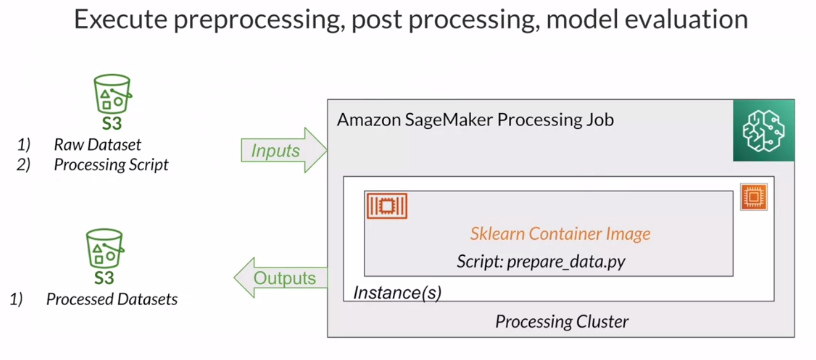 Execute preprocessing, post processing, model evaluation
S3
1) Raw Dataset
2) Processing Script
Inputs
Amazon SageMaker Processing Job
Sklearn Container Image
Script: prepare_data.py
Instance(s)
Processing Cluster
Outputs
S3
1) Processed Datasets